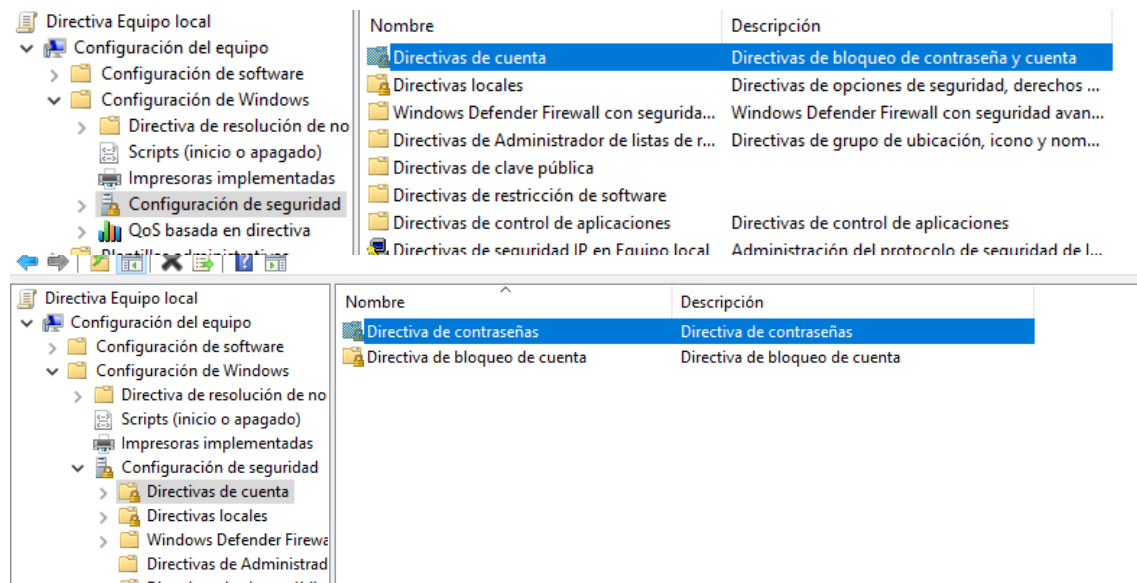 Directiva Equipo local
Configuración del equipo
Configuración de software
Configuración de Windows
Directiva de resolución de no
Scripts (inicio o apagado)
Impresoras implementadas
Configuración de seguridad
QoS basada en directiva
Nombre Descripción
Directivas de cuenta Directivas de bloqueo de contraseña y cuenta
Directivas locales Directivas de opciones de seguridad, derechos ...
Windows Defender Firewall con segurida... Windows Defender Firewall con seguridad avan...
Directivas de Administrador de listas de r... Directivas de grupo de ubicación, icono y nom...
Directivas de clave pública
Directivas de restricción de software
Directivas de control de aplicaciones Directivas de control de aplicaciones
Directivas de seguridad IP en Equipo local Administración del protocolo de seguridad de I...
Directiva Equipo local
Configuración del equipo
Configuración de software
Configuración de Windows
Directiva de resolución de no
Scripts (inicio o apagado)
Impresoras implementadas
Configuración de seguridad
Directivas de cuenta
Directivas locales
Windows Defender Firewa
Directivas de Administrad
Nombre Descripción
Directiva de contraseñas Directiva de contraseñas
Directiva de bloqueo de cuenta Directiva de bloqueo de cuenta